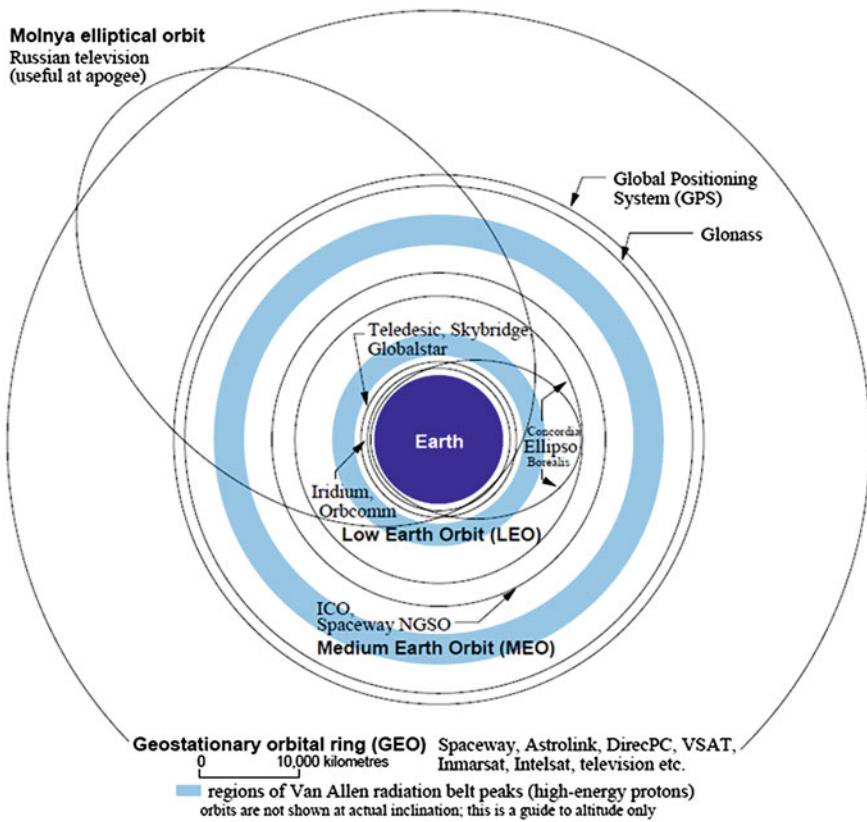 Molnya elliptical orbit
Russian television
(useful at apogee)
Global Positioning
System (GPS)
Glonass
Teledesic, Skybridge
Globalstar
Earth
Concordia
Ellipso
Borealis
Iridium,
Orbcomm
Low Earth Orbit (LEO)
ICO,
Spaceway NGSO
Medium Earth Orbit (MEO)
Geostationary orbital ring (GEO)
Spaceway, Astrolink, DirecPC, VSAT,
Inmarsat, Intelsat, television etc.
0 10,000 kilometres
regions of Van Allen radiation belt peaks (high-energy protons)
orbits are not shown at actual inclination; this is a guide to altitude only